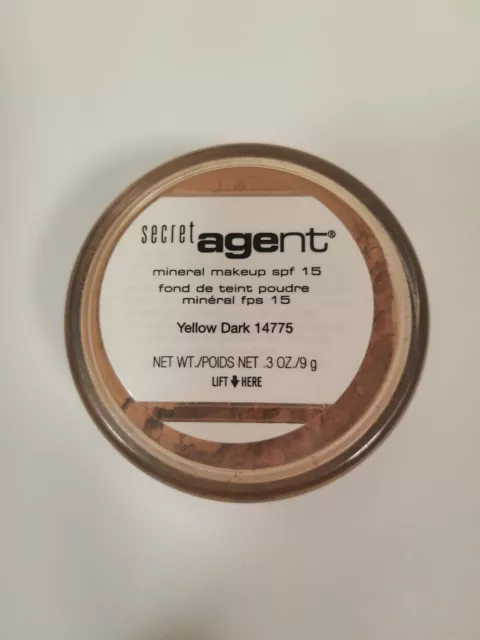 secret agent®
mineral makeup spf 15
fond de teint poudre
minéral fps 15
Yellow Dark 14775
NET WT./POIDS NET .3 OZ./9 g
LIFT HERE